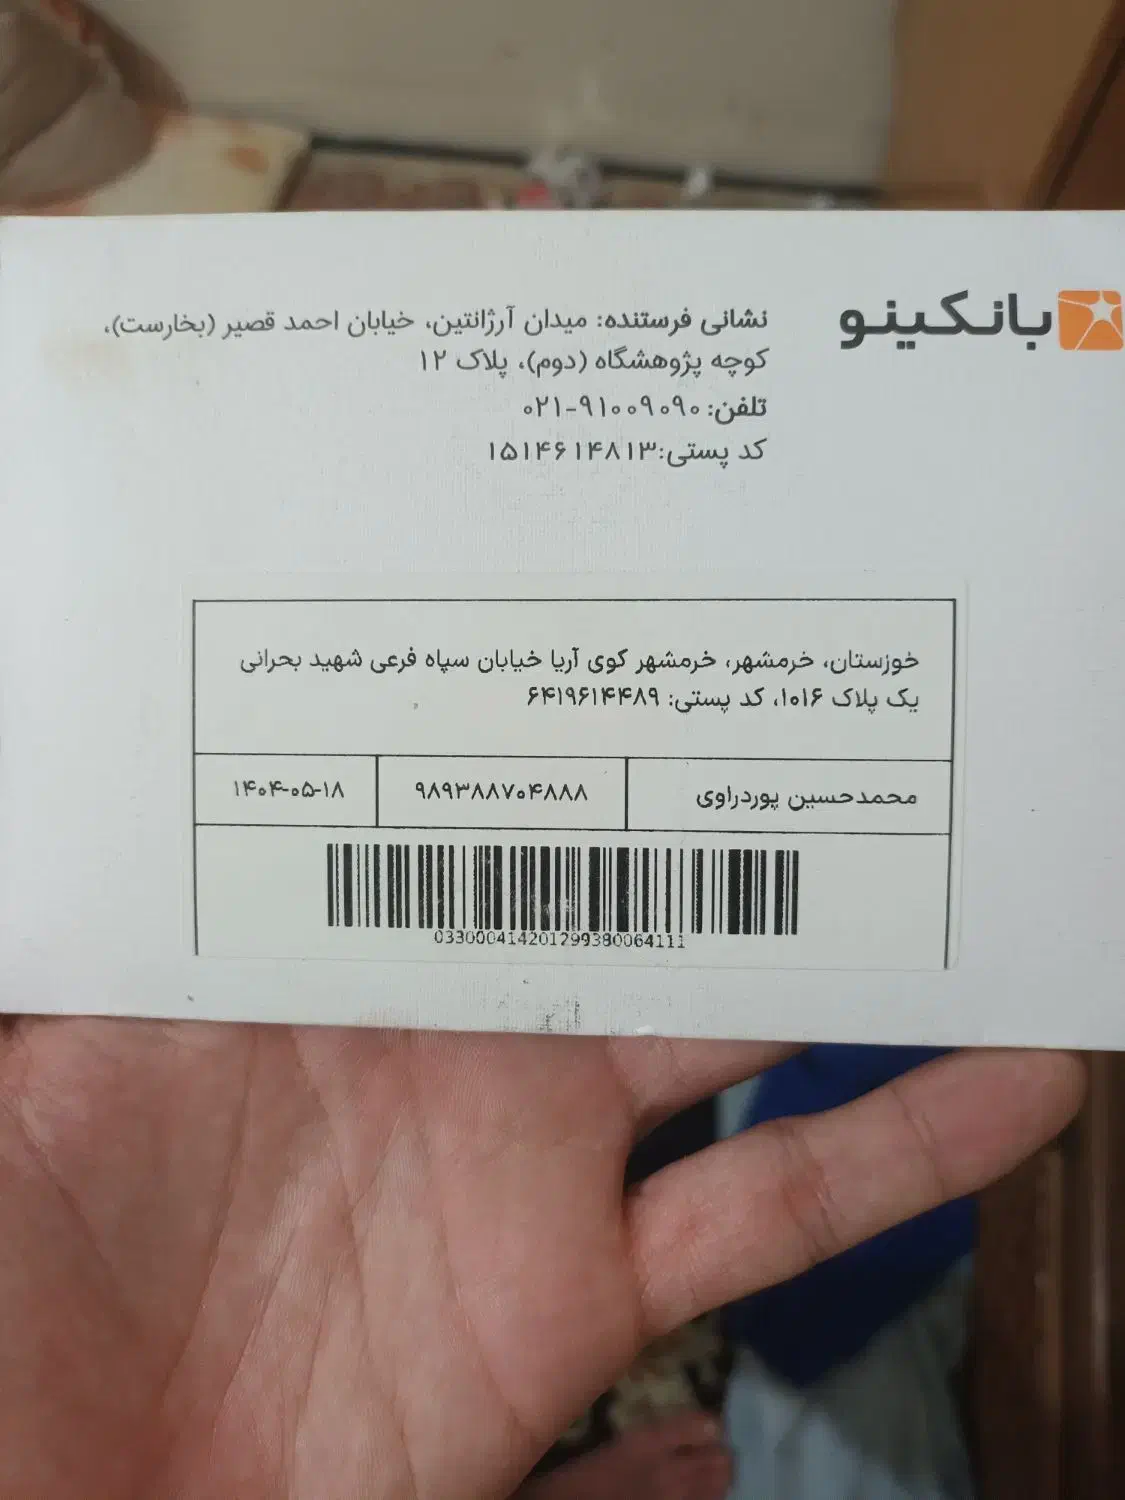 بانکینو
نشانی فرستنده: میدان آرژانتین، خیابان احمد قصیر (بخارست)،
کوچه پژوهشگاه (دوم)، پلاک ۱۲
تلفن: ۰۲۱-۹۱۰۰۹۰۹۰
کد پستی:۱۵۱۴۶۱۴۸۱۳
خوزستان، خرمشهر، خرمشهر کوی آریا خیابان سپاه فرعی شهید بحرانی
یک پلاک ۱۰۱۶، کد پستی: ۶۴۱۹۶۱۴۴۸۹
محمدحسین پوردراوی
۹۸۹۳۸۸۷۰۴۸۸۸
۱۴۰۴-۰۵-۱۸
033000414201299380064111